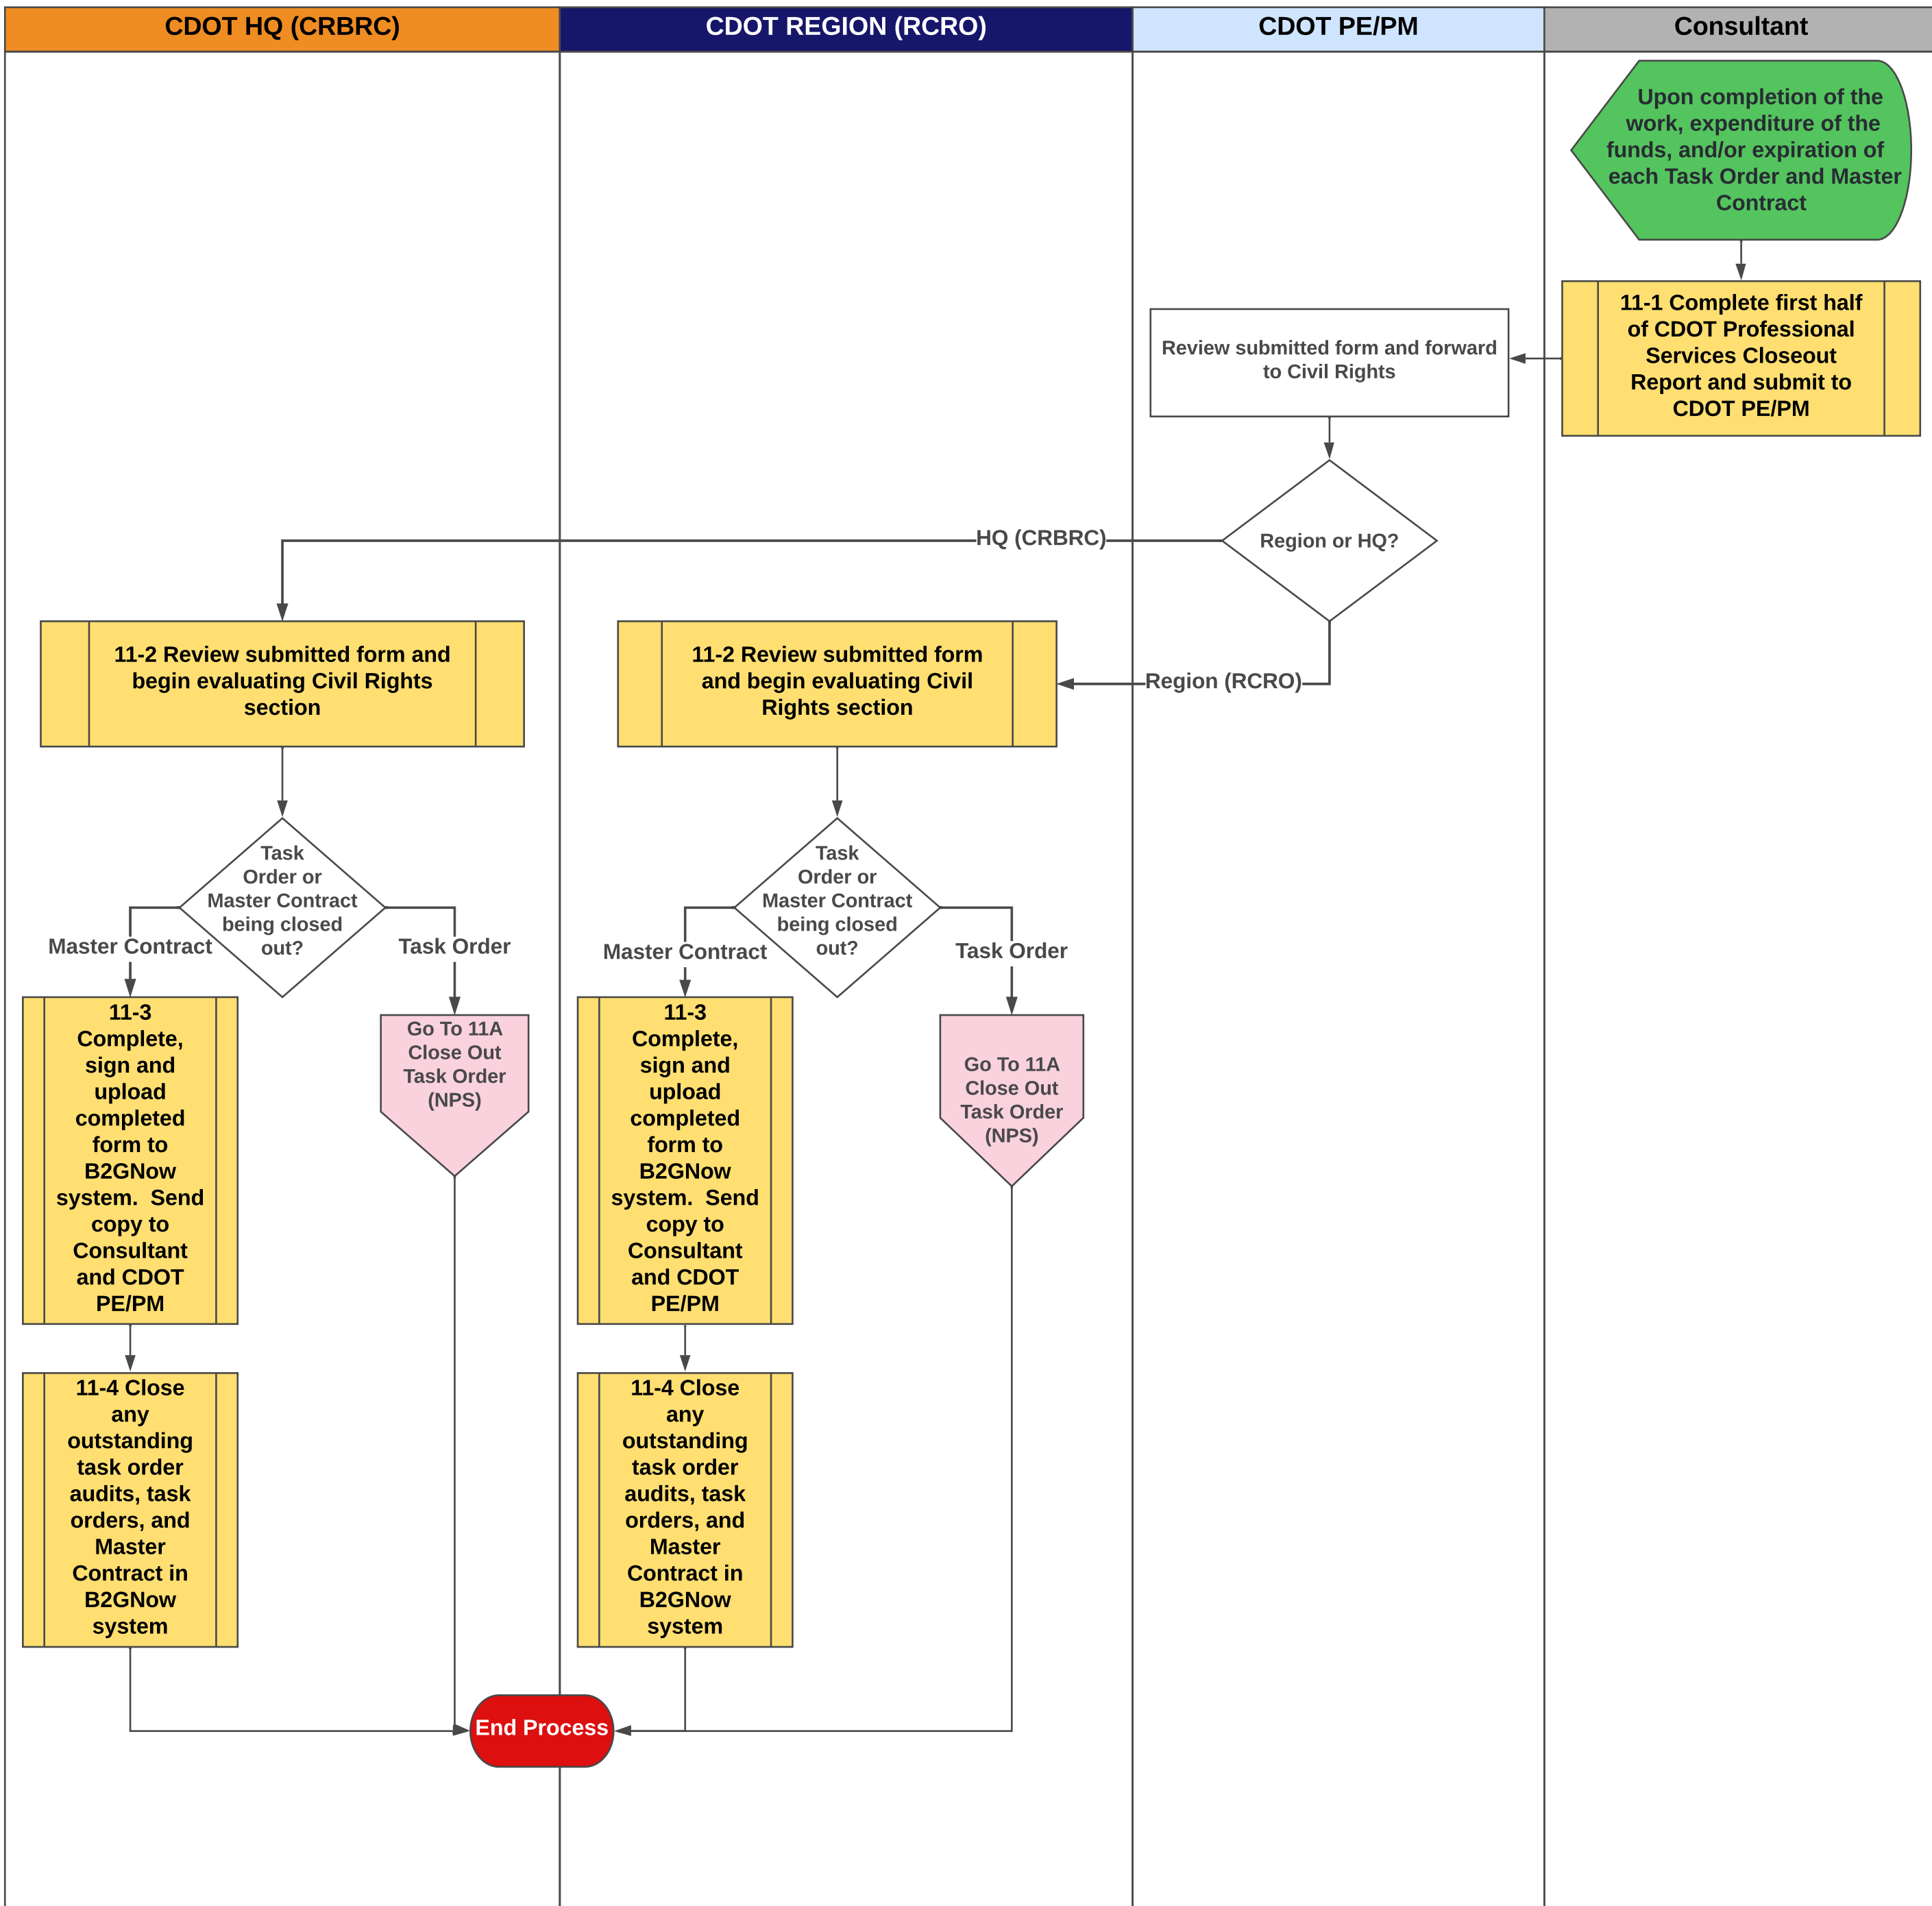 CDOT HQ (CRBRC)
CDOT REGION (RCRO)
CDOT PE/PM
Consultant
Upon completion of the
work, expenditure of the
funds, and/or expiration of
each Task Order and Master
Contract
11-1 Complete first half
of CDOT Professional
Services Closeout
Report and submit to
CDOT PE/PM
Review submitted form and forward
to Civil Rights
Region or HQ?
HQ (CRBRC)
Region (RCRO)
11-2 Review submitted form and
begin evaluating Civil Rights
section
11-2 Review submitted form
and begin evaluating Civil
Rights section
Task
Order or
Master Contract
being closed
out?
Master Contract
Task Order
Task
Order or
Master Contract
being closed
out?
Master Contract
Task Order
11-3
Complete,
sign and
upload
completed
form to
B2GNow
system.  Send
copy to
Consultant
and CDOT
PE/PM
Go To 11A
Close Out
Task Order
(NPS)
11-3
Complete,
sign and
upload
completed
form to
B2GNow
system.  Send
copy to
Consultant
and CDOT
PE/PM
Go To 11A
Close Out
Task Order
(NPS)
11-4 Close
any
outstanding
task order
audits, task
orders, and
Master
Contract in
B2GNow
system
11-4 Close
any
outstanding
task order
audits, task
orders, and
Master
Contract in
B2GNow
system
End Process